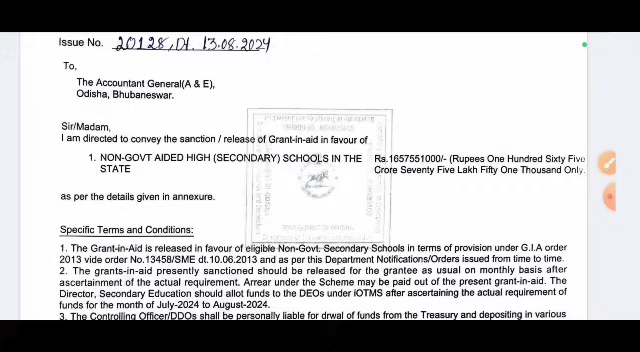 Issue No. 20128, Dt. 13.08.2024
To,
The Accountant General(A & E),
Odisha, Bhubaneswar.
Sir/Madam,
I am directed to convey the sanction / release of Grant-in-aid in favour of
1. NON-GOVT AIDED HIGH (SECONDARY) SCHOOLS IN THE STATE
Rs.1657551000/- (Rupees One Hundred Sixty Five Crore Seventy Five Lakh Fifty One Thousand Only.
as per the details given in annexure.
Specific Terms and Conditions:
1. The Grant-in-Aid is released in favour of eligible Non-Govt. Secondary Schools in terms of provision under G.I.A order
2013 vide order No.13458/SME dt.10.06.2013 and as per this Department Notifications/Orders issued from time to time.
2. The grants-in-aid presently sanctioned should be released for the grantee as usual on monthly basis after
ascertainment of the actual requirement. Arrear under the Scheme may be paid out of the present grant-in-aid. The
Director, Secondary Education should allot funds to the DEOs under iOTMS after ascertaining the actual requirement of
funds for the month of July-2024 to August-2024.
3. The Controlling Officer/DDOs shall be personally liable for drwal of funds from the Treasury and depositing in various